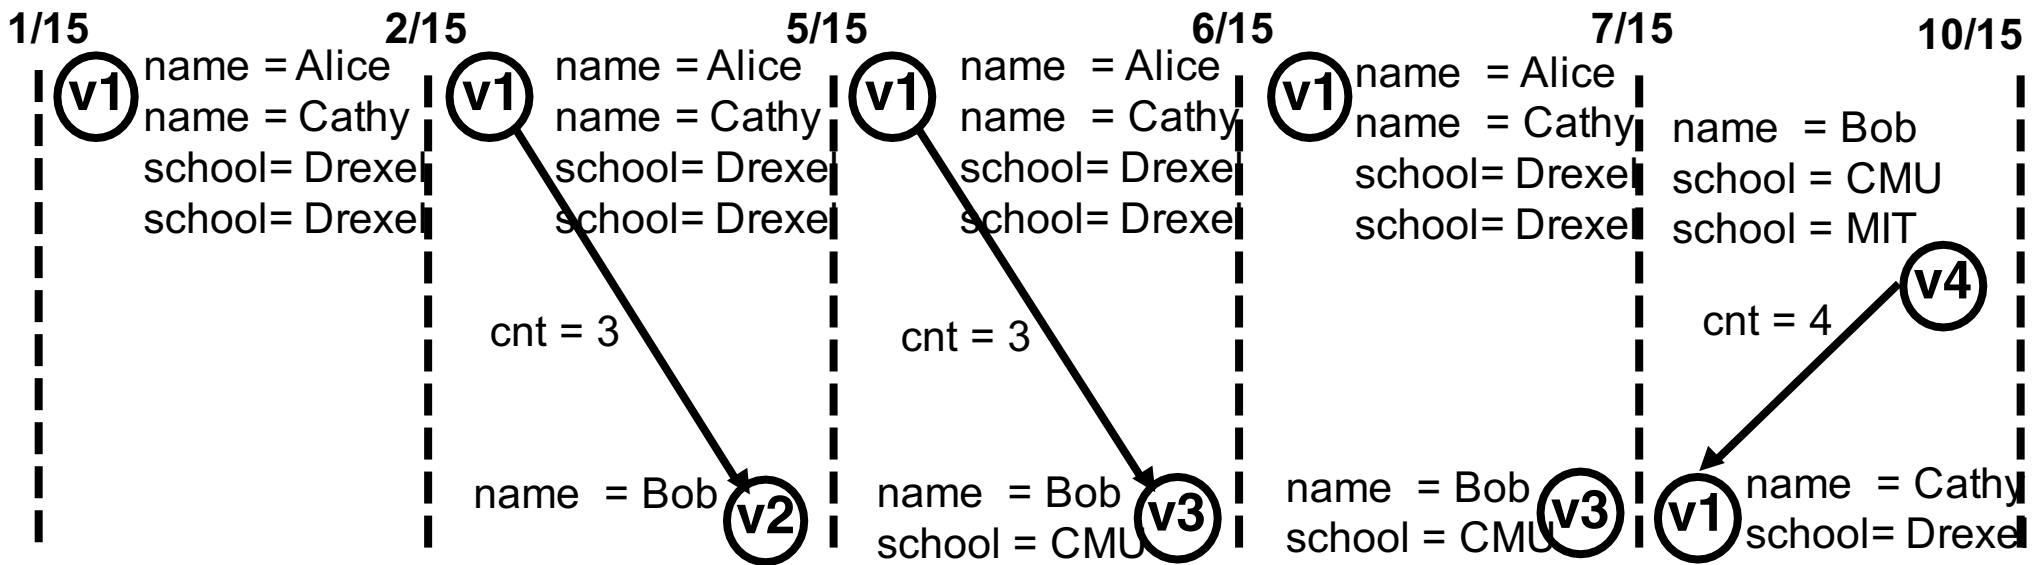 1/15
2/15
5/15
6/15
7/15
10/15
v1
name = Alice
name = Cathy
school= Drexel
school= Drexel
v1
name = Alice
name = Cathy
school= Drexel
school= Drexel
cnt = 3
name = Bob
v2
v1
name = Alice
name = Cathy
school= Drexel
school= Drexel
cnt = 3
name = Bob
school = CMU
v3
v1
name = Alice
name = Cathy
school= Drexel
school= Drexel
name = Bob
school = CMU
v3
name = Bob
school = CMU
school = MIT
v4
cnt = 4
v1
name = Cathy
school= Drexel